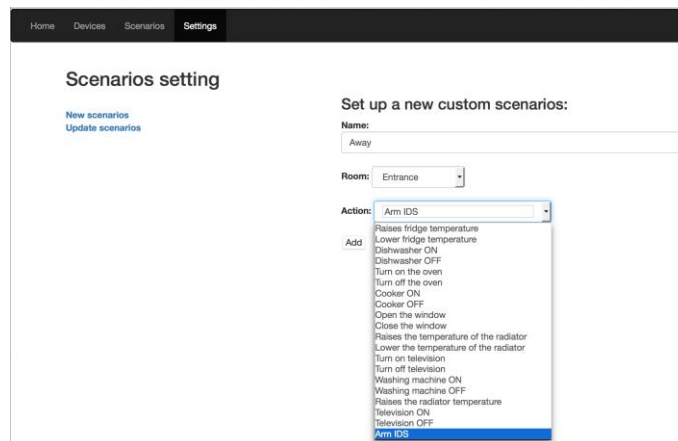 Home Devices Scenarios Settings
Scenarios setting
New scenarios
Update scenarios
Set up a new custom scenarios:
Name:
Away
Room: Entrance
Action: Arm IDS
Add
Raises fridge temperature
Lower fridge temperature
Dishwasher ON
Dishwasher OFF
Turn on the oven
Turn off the oven
Cooker ON
Cooker OFF
Open the window
Close the window
Raises the temperature of the radiator
Lower the temperature of the radiator
Turn on television
Turn off television
Washing machine ON
Washing machine OFF
Raises the radiator temperature
Television ON
Television OFF
Arm IDS